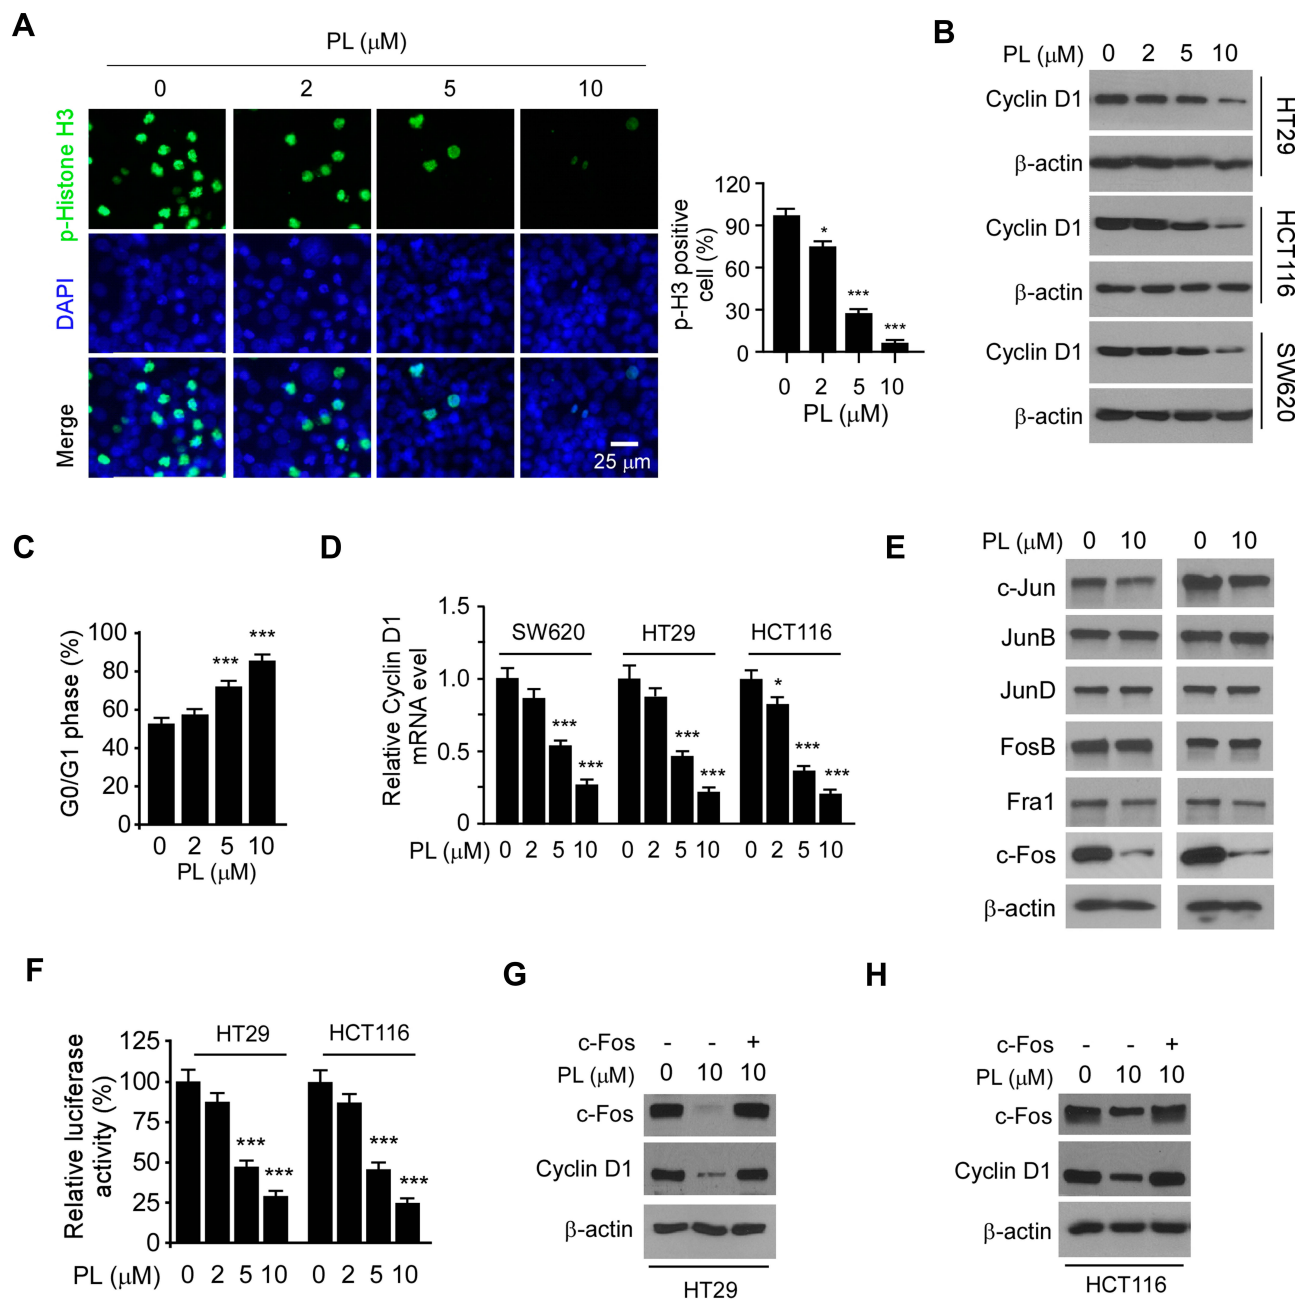 A
PL (μM)
0 2 5 10
p-Histone H3
DAPI
Merge
25 μm
p-H3 positive
cell (%)
120
90
60
30
0
*
***
***
0 2 5 10
PL (μM)
B
PL (μM) 0 2 5 10
Cyclin D1
β-actin
HT29
Cyclin D1
β-actin
HCT116
Cyclin D1
β-actin
SW620
C
G0/G1 phase (%)
100
80
60
40
20
0
***
***
0 2 5 10
PL (μM)
D
Relative Cyclin D1
mRNA evel
1.5
1.0
0.5
0
SW620 HT29 HCT116
***
***
***
***
*
***
***
PL (μM) 0 2 5 10 0 2 5 10 0 2 5 10
E
PL (μM) 0 10 0 10
c-Jun
JunB
JunD
FosB
Fra1
c-Fos
β-actin
F
Relative luciferase
activity (%)
125
100
75
50
25
0
HT29 HCT116
***
***
***
***
PL (μM) 0 2 5 10 0 2 5 10
G
c-Fos - - +
PL (μM) 0 10 10
c-Fos
Cyclin D1
β-actin
HT29
H
c-Fos - - +
PL (μM) 0 10 10
c-Fos
Cyclin D1
β-actin
HCT116